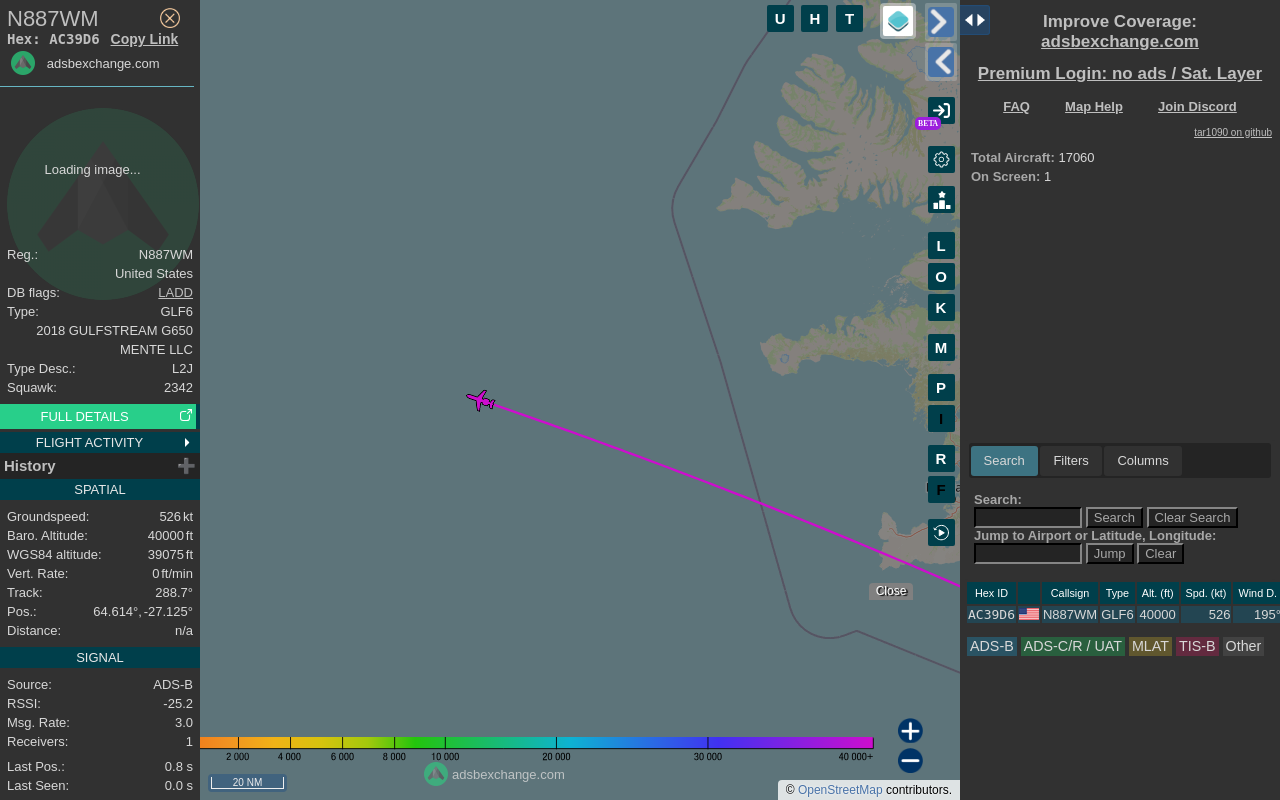 N887WM
Hex: AC39D6 Copy Link
adsbexchange.com
Loading image...
Reg.: N887WM
United States
DB flags: LADD
Type: GLF6
2018 GULFSTREAM G650
MENTE LLC
Type Desc.: L2J
Squawk: 2342
FULL DETAILS
FLIGHT ACTIVITY
History
SPATIAL
Groundspeed: 526 kt
Baro. Altitude: 40000 ft
WGS84 altitude: 39075 ft
Vert. Rate: 0 ft/min
Track: 288.7°
Pos.: 64.614°, -27.125°
Distance: n/a
SIGNAL
Source: ADS-B
RSSI: -25.2
Msg. Rate: 3.0
Receivers: 1
Last Pos.: 0.8 s
Last Seen: 0.0 s
U H T
BETA
L
O
K
M
P
I
R
F
Close
2 000 4 000 6 000 8 000 10 000 20 000 30 000 40 000+
adsbexchange.com
20 NM
© OpenStreetMap contributors.
Improve Coverage:
adsbexchange.com
Premium Login: no ads / Sat. Layer
FAQ Map Help Join Discord
tar1090 on github
Total Aircraft: 17060
On Screen: 1
Search Filters Columns
Search:
Search Clear Search
Jump to Airport or Latitude, Longitude:
Jump Clear
Hex ID Callsign Type Alt. (ft) Spd. (kt) Wind D.
AC39D6 N887WM GLF6 40000 526 195°
ADS-B ADS-C/R / UAT MLAT TIS-B Other